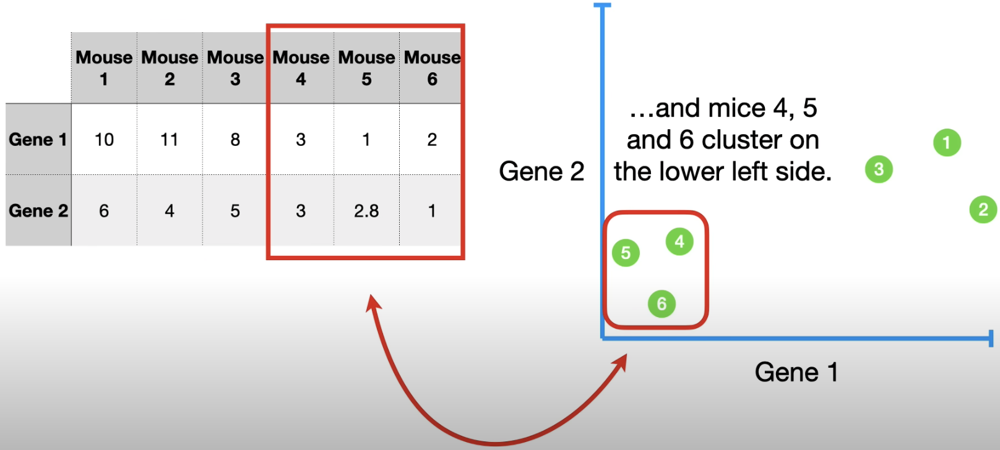 Mouse 1 Mouse 2 Mouse 3 Mouse 4 Mouse 5 Mouse 6
Gene 1 10 11 8 3 1 2
Gene 2 6 4 5 3 2.8 1
...and mice 4, 5
and 6 cluster on
the lower left side.
Gene 2
1
3
2
4
5
6
Gene 1